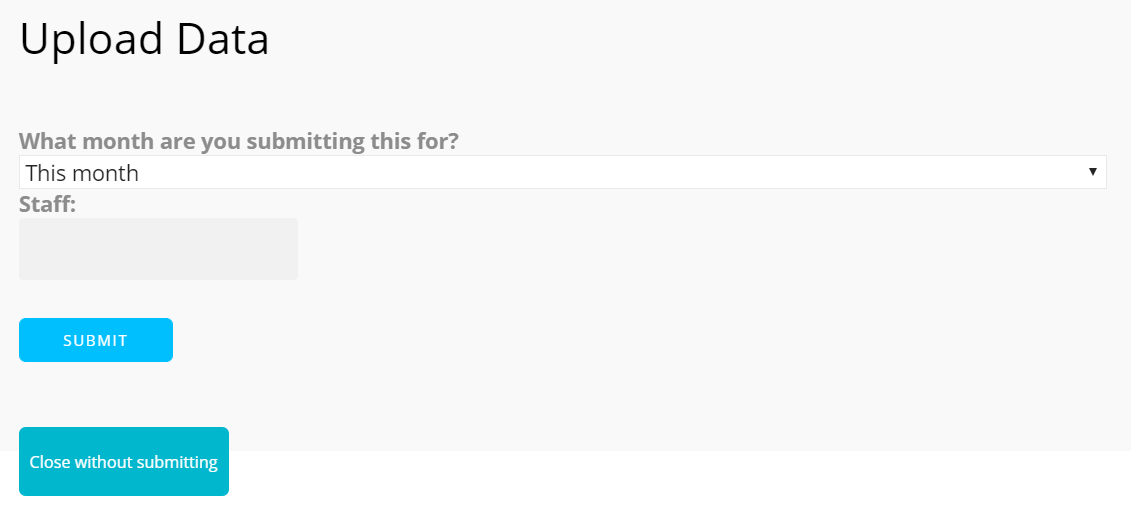 Upload Data
What month are you submitting this for?
This month
Staff:
SUBMIT
Close without submitting